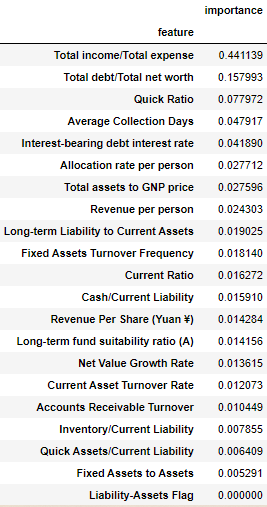 importance
feature
Total income/Total expense 0.441139
Total debt/Total net worth 0.157993
Quick Ratio 0.077972
Average Collection Days 0.047917
Interest-bearing debt interest rate 0.041890
Allocation rate per person 0.027712
Total assets to GNP price 0.027596
Revenue per person 0.024303
Long-term Liability to Current Assets 0.019025
Fixed Assets Turnover Frequency 0.018140
Current Ratio 0.016272
Cash/Current Liability 0.015910
Revenue Per Share (Yuan ¥) 0.014284
Long-term fund suitability ratio (A) 0.014156
Net Value Growth Rate 0.013615
Current Asset Turnover Rate 0.012073
Accounts Receivable Turnover 0.010449
Inventory/Current Liability 0.007855
Quick Assets/Current Liability 0.006409
Fixed Assets to Assets 0.005291
Liability-Assets Flag 0.000000